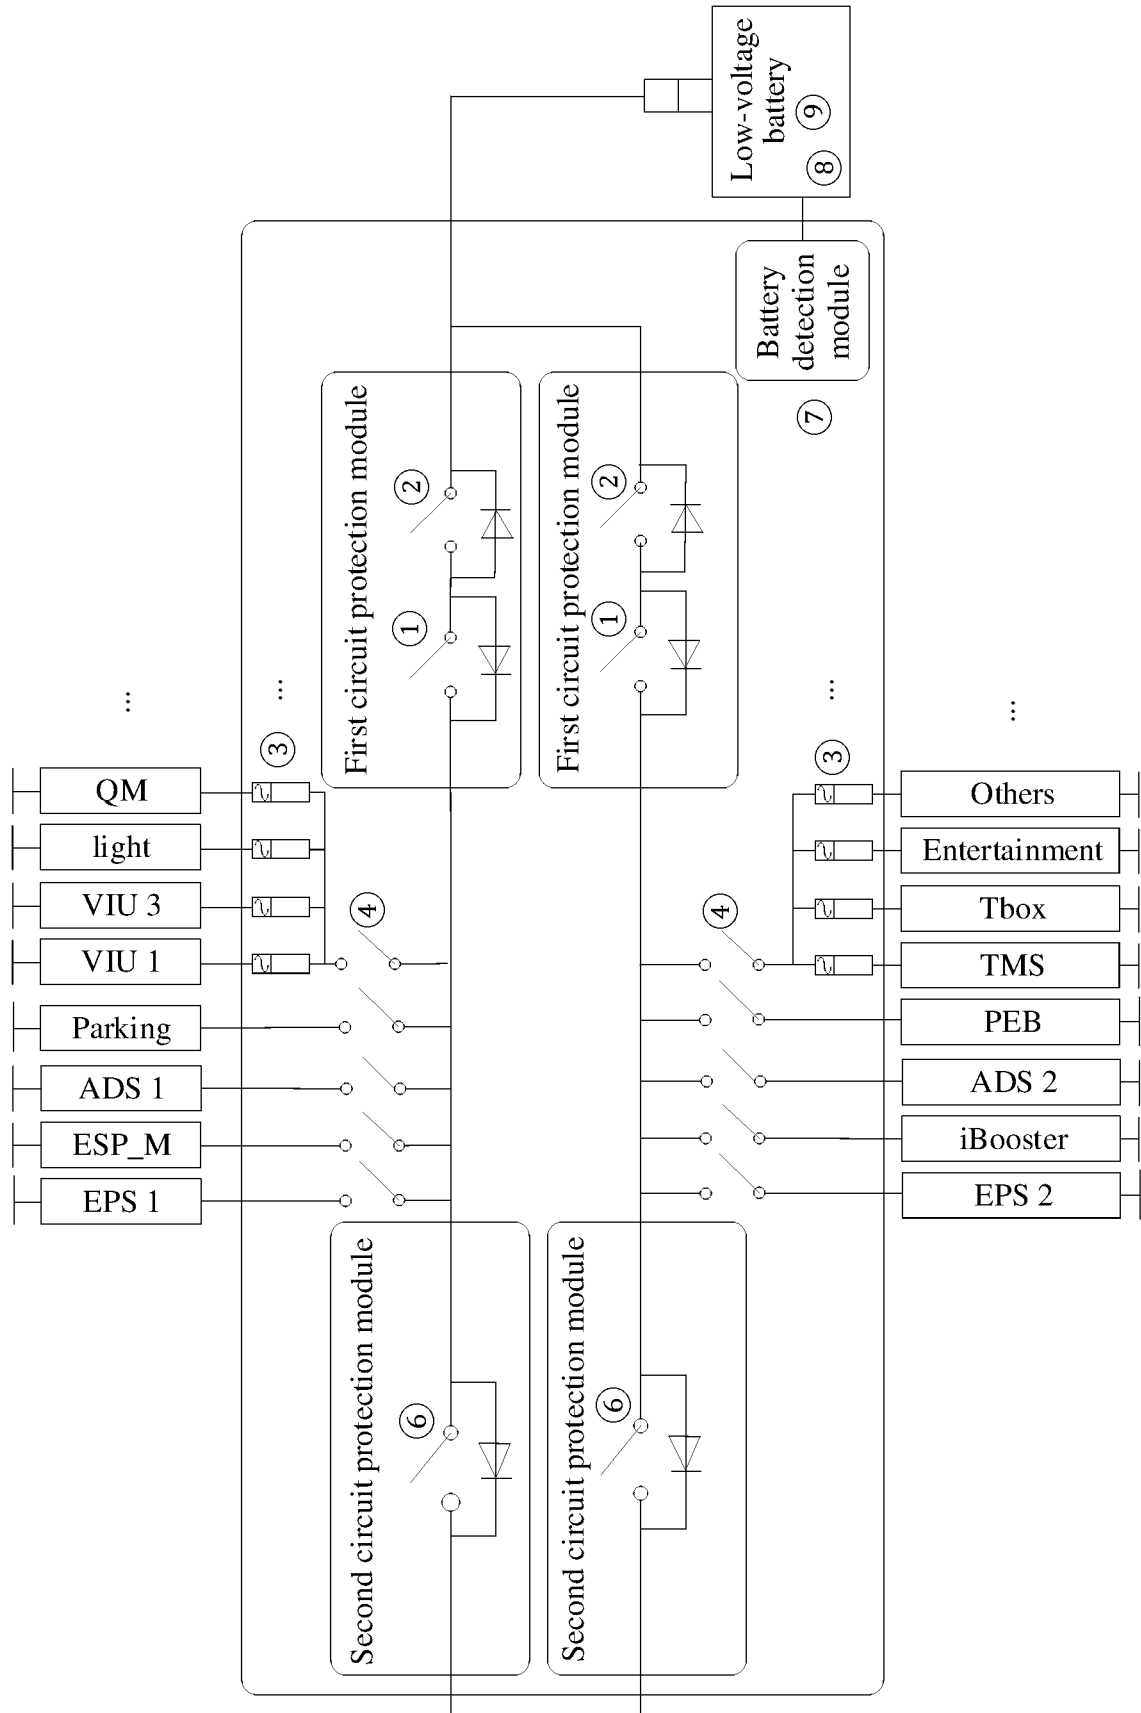 Low-voltage
battery
⑨
⑧
Battery
detection
module
⑦
First circuit protection module
②
①
First circuit protection module
②
①
...
...
...
...
③
③
QM
light
VIU 3
VIU 1
Parking
ADS 1
ESP_M
EPS 1
④
④
Others
Entertainment
Tbox
TMS
PEB
ADS 2
iBooster
EPS 2
Second circuit protection module
⑥
Second circuit protection module
⑥